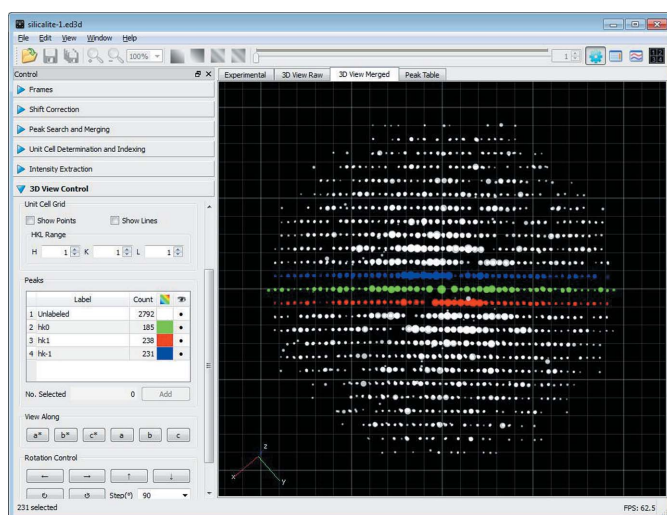 silicalite-1.ed3d
File Edit View Window Help
100% 1
Control
Experimental 3D View Raw 3D View Merged Peak Table
Frames
Shift Correction
Peak Search and Merging
Unit Cell Determination and Indexing
Intensity Extraction
3D View Control
Unit Cell Grid
Show Points Show Lines
HKL Range
H 1 K 1 L 1
Peaks
Label Count
1 Unlabeled 2792
2 hk0 185
3 hk1 238
4 hk-1 231
No. Selected 0 Add
View Along
a* b* c* a b c
Rotation Control
← → ↑ ↓
↻ ↺ Step(°) 90
z
x
y
231 selected FPS: 62.5